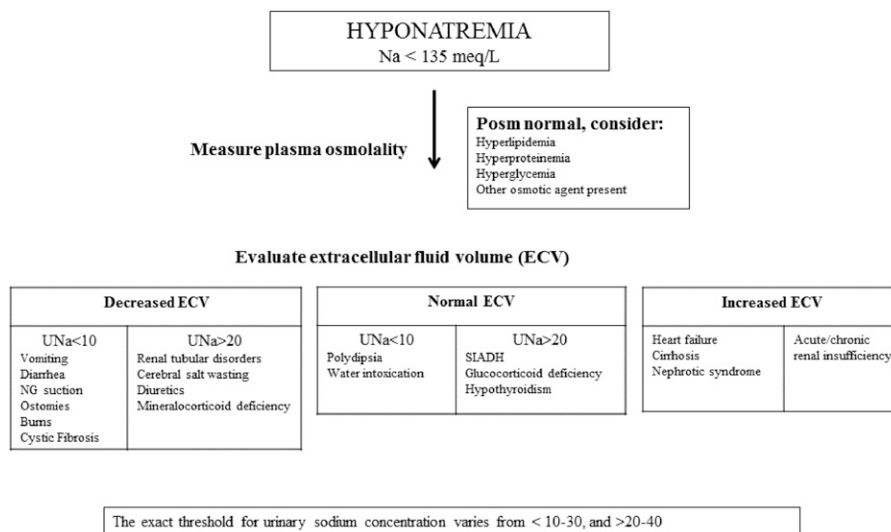 HYPONATREMIA
Na < 135 meq/L
Measure plasma osmolality
Posm normal, consider:
Hyperlipidemia
Hyperproteinemia
Hyperglycemia
Other osmotic agent present
Evaluate extracellular fluid volume (ECV)
Decreased ECV
UNa<10
Vomiting
Diarrhea
NG suction
Ostomies
Burns
Cystic Fibrosis
UNa>20
Renal tubular disorders
Cerebral salt wasting
Diuretics
Mineralocorticoid deficiency
Normal ECV
UNa<10
Polydipsia
Water intoxication
UNa>20
SIADH
Glucocorticoid deficiency
Hypothyroidism
Increased ECV
Heart failure
Cirrhosis
Nephrotic syndrome
Acute/chronic
renal insufficiency
The exact threshold for urinary sodium concentration varies from < 10-30, and >20-40